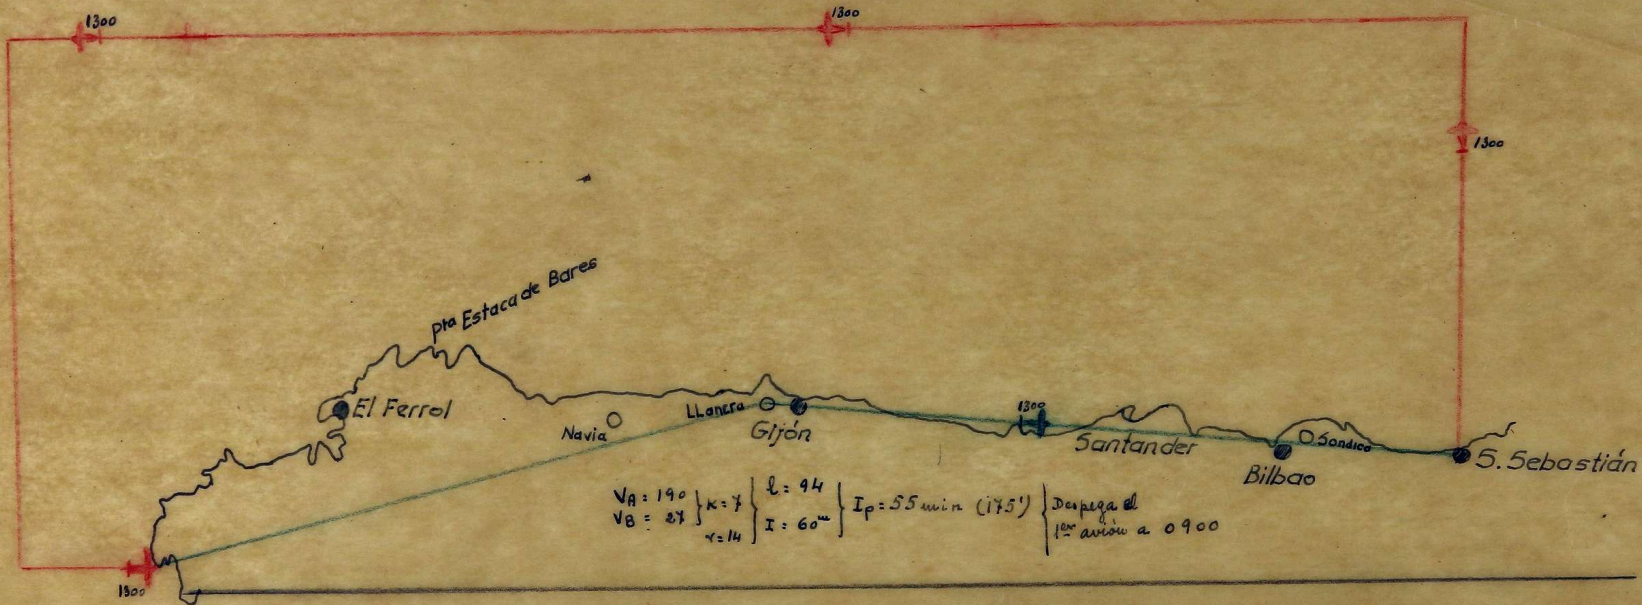 1300
1300
1300
pta Estaca de Bares
El Ferrol
Navia
LLanera
Gijón
1300
Santander
Sondica
Bilbao
S. Sebastián
VA = 190
VB = 27
K = 7
r = 14
l = 94
I = 60m
Ip = 55 min (175')
Despega el
1er avión a 0900
1300